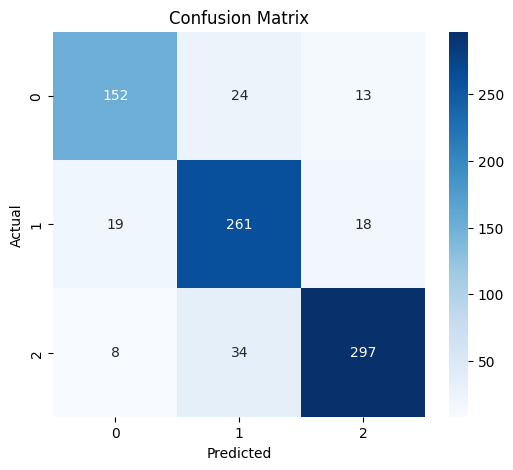 Confusion Matrix
0 152 24 13
1 19 261 18
2 8 34 297
0 1 2
Predicted
Actual
250
200
150
100
50